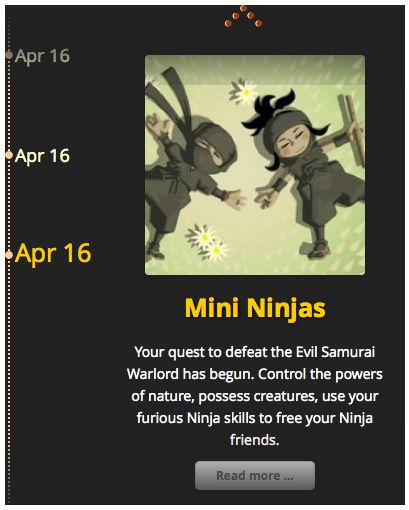 Apr 16
Apr 16
Apr 16
Mini Ninjas
Your quest to defeat the Evil Samurai
Warlord has begun. Control the powers
of nature, possess creatures, use your
furious Ninja skills to free your Ninja
friends.
Read more ...